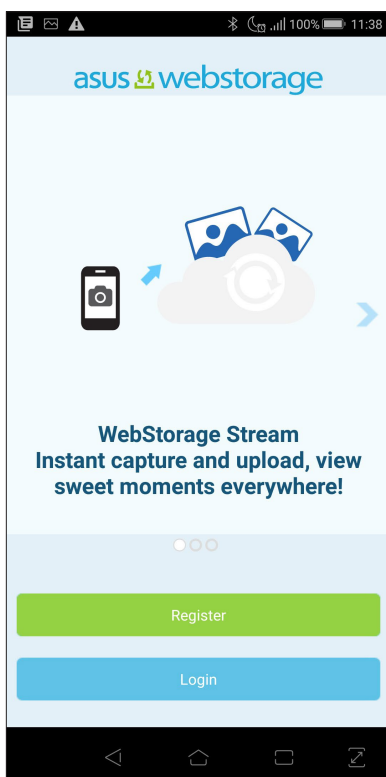 100% 11:38
asus webstorage
WebStorage Stream
Instant capture and upload, view
sweet moments everywhere!
Register
Login